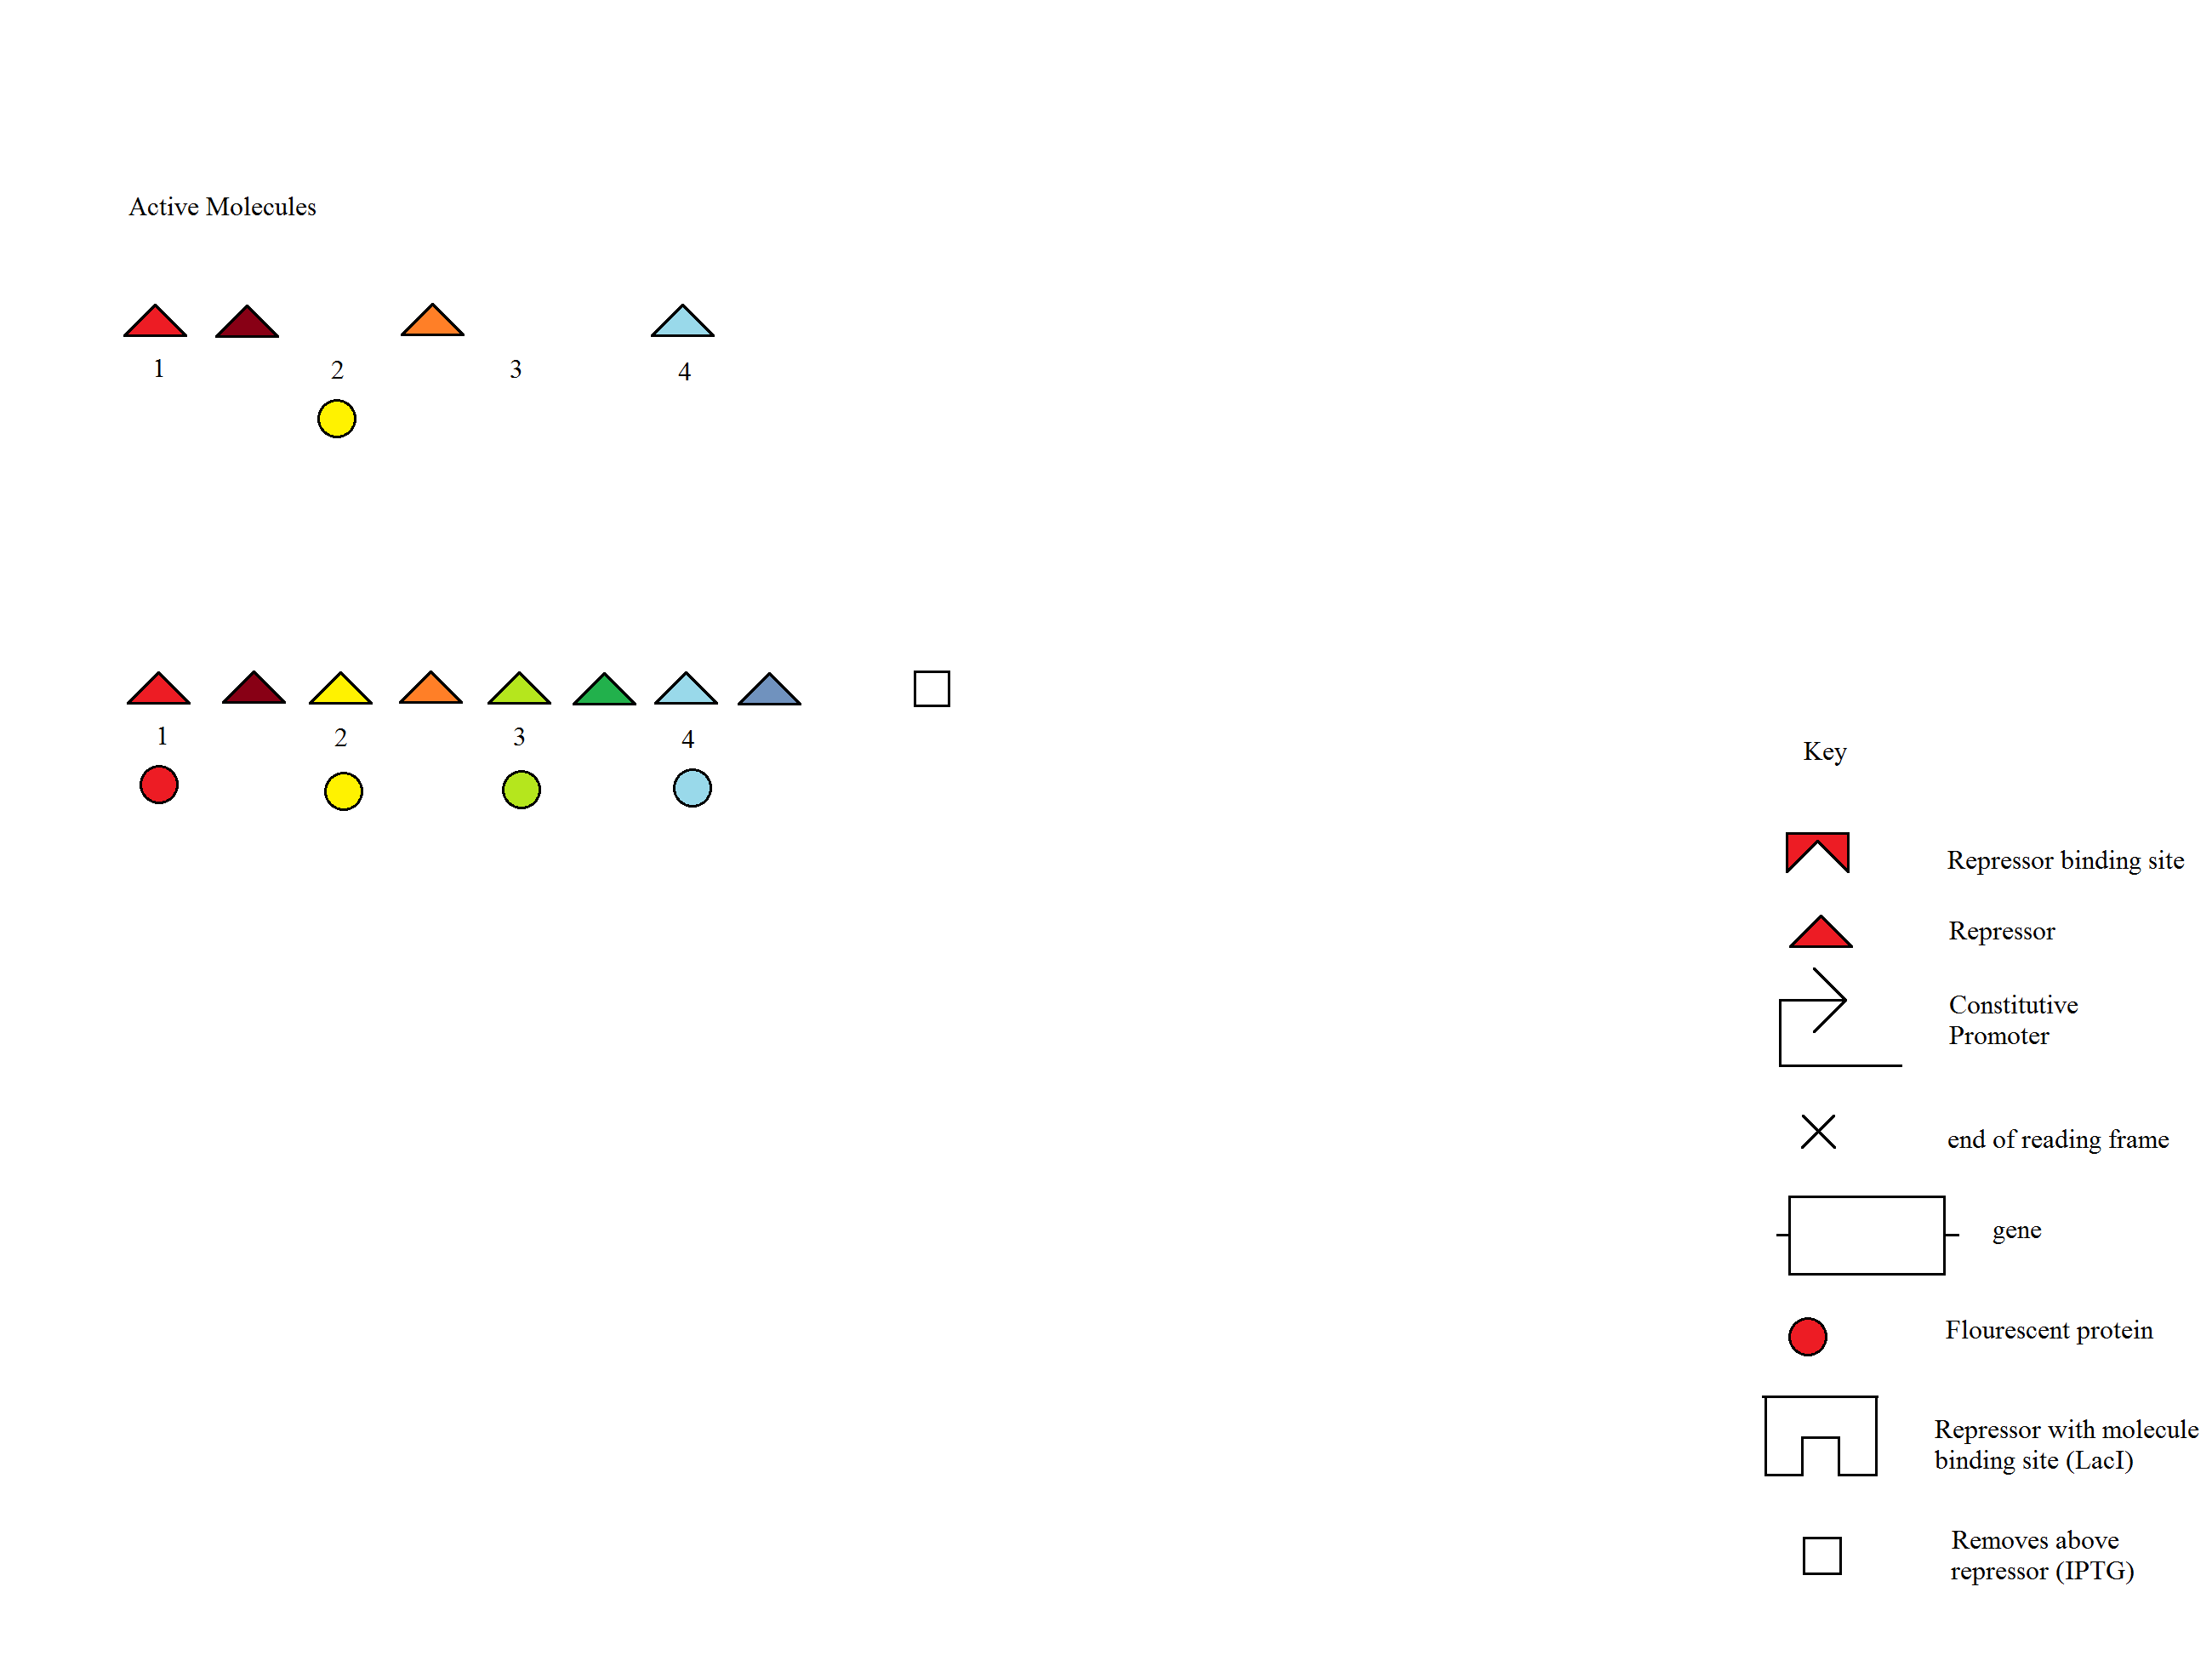 Active Molecules
1 2 3 4
1 2 3 4
Key
Repressor binding site
Repressor
Constitutive
Promoter
end of reading frame
gene
Flourescent protein
Repressor with molecule
binding site (LacI)
Removes above
repressor (IPTG)